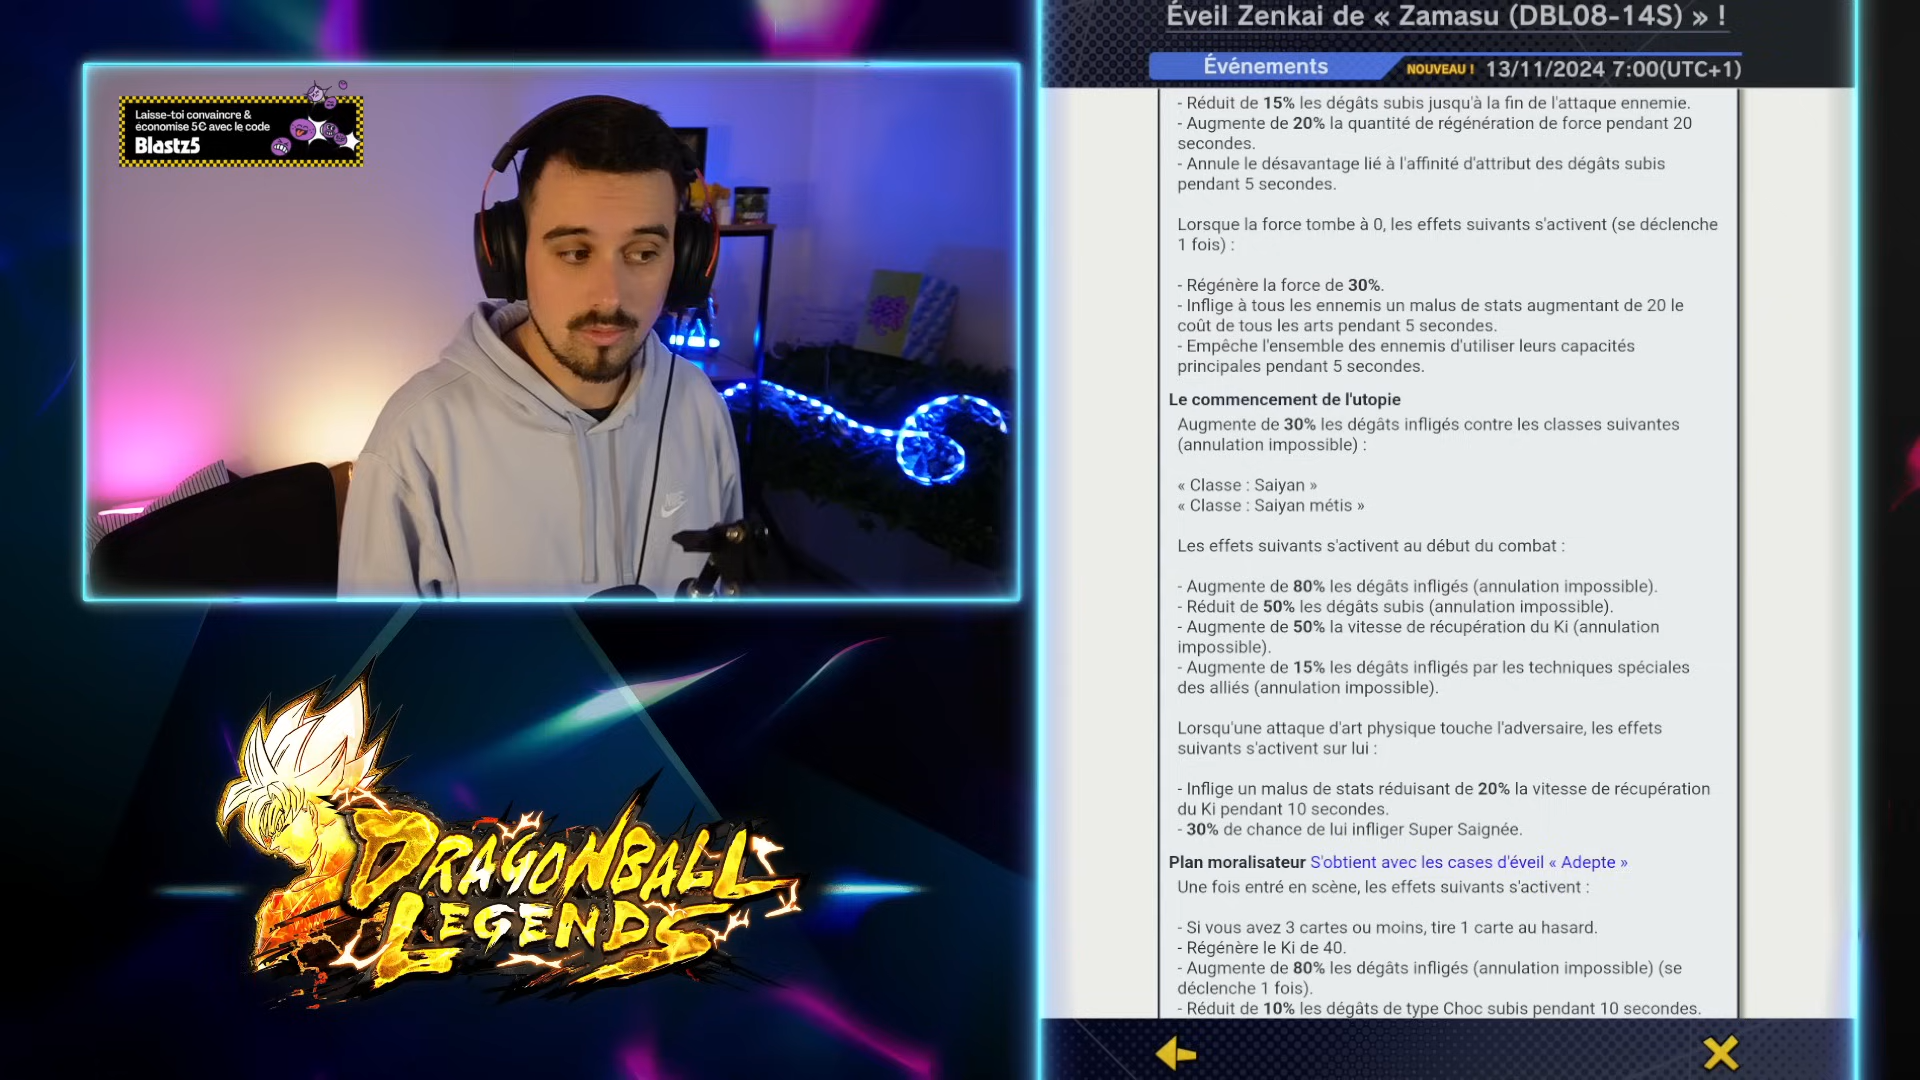 Laisse-toi convaincre &
économise 5€ avec le code
Blastz5
NIKE
DRAGONBALL
LEGENDS
Éveil Zenkai de « Zamasu (DBL08-14S) » !
Événements NOUVEAU ! 13/11/2024 7:00(UTC+1)
- Réduit de 15% les dégâts subis jusqu'à la fin de l'attaque ennemie.
- Augmente de 20% la quantité de régénération de force pendant 20
secondes.
- Annule le désavantage lié à l'affinité d'attribut des dégâts subis
pendant 5 secondes.
Lorsque la force tombe à 0, les effets suivants s'activent (se déclenche
1 fois) :
- Régénère la force de 30%.
- Inflige à tous les ennemis un malus de stats augmentant de 20 le
coût de tous les arts pendant 5 secondes.
- Empêche l'ensemble des ennemis d'utiliser leurs capacités
principales pendant 5 secondes.
Le commencement de l'utopie
Augmente de 30% les dégâts infligés contre les classes suivantes
(annulation impossible) :
« Classe : Saiyan »
« Classe : Saiyan métis »
Les effets suivants s'activent au début du combat :
- Augmente de 80% les dégâts infligés (annulation impossible).
- Réduit de 50% les dégâts subis (annulation impossible).
- Augmente de 50% la vitesse de récupération du Ki (annulation
impossible).
- Augmente de 15% les dégâts infligés par les techniques spéciales
des alliés (annulation impossible).
Lorsqu'une attaque d'art physique touche l'adversaire, les effets
suivants s'activent sur lui :
- Inflige un malus de stats réduisant de 20% la vitesse de récupération
du Ki pendant 10 secondes.
- 30% de chance de lui infliger Super Saignée.
Plan moralisateur S'obtient avec les cases d'éveil « Adepte »
Une fois entré en scène, les effets suivants s'activent :
- Si vous avez 3 cartes ou moins, tire 1 carte au hasard.
- Régénère le Ki de 40.
- Augmente de 80% les dégâts infligés (annulation impossible) (se
déclenche 1 fois).
- Réduit de 10% les dégâts de type Choc subis pendant 10 secondes.